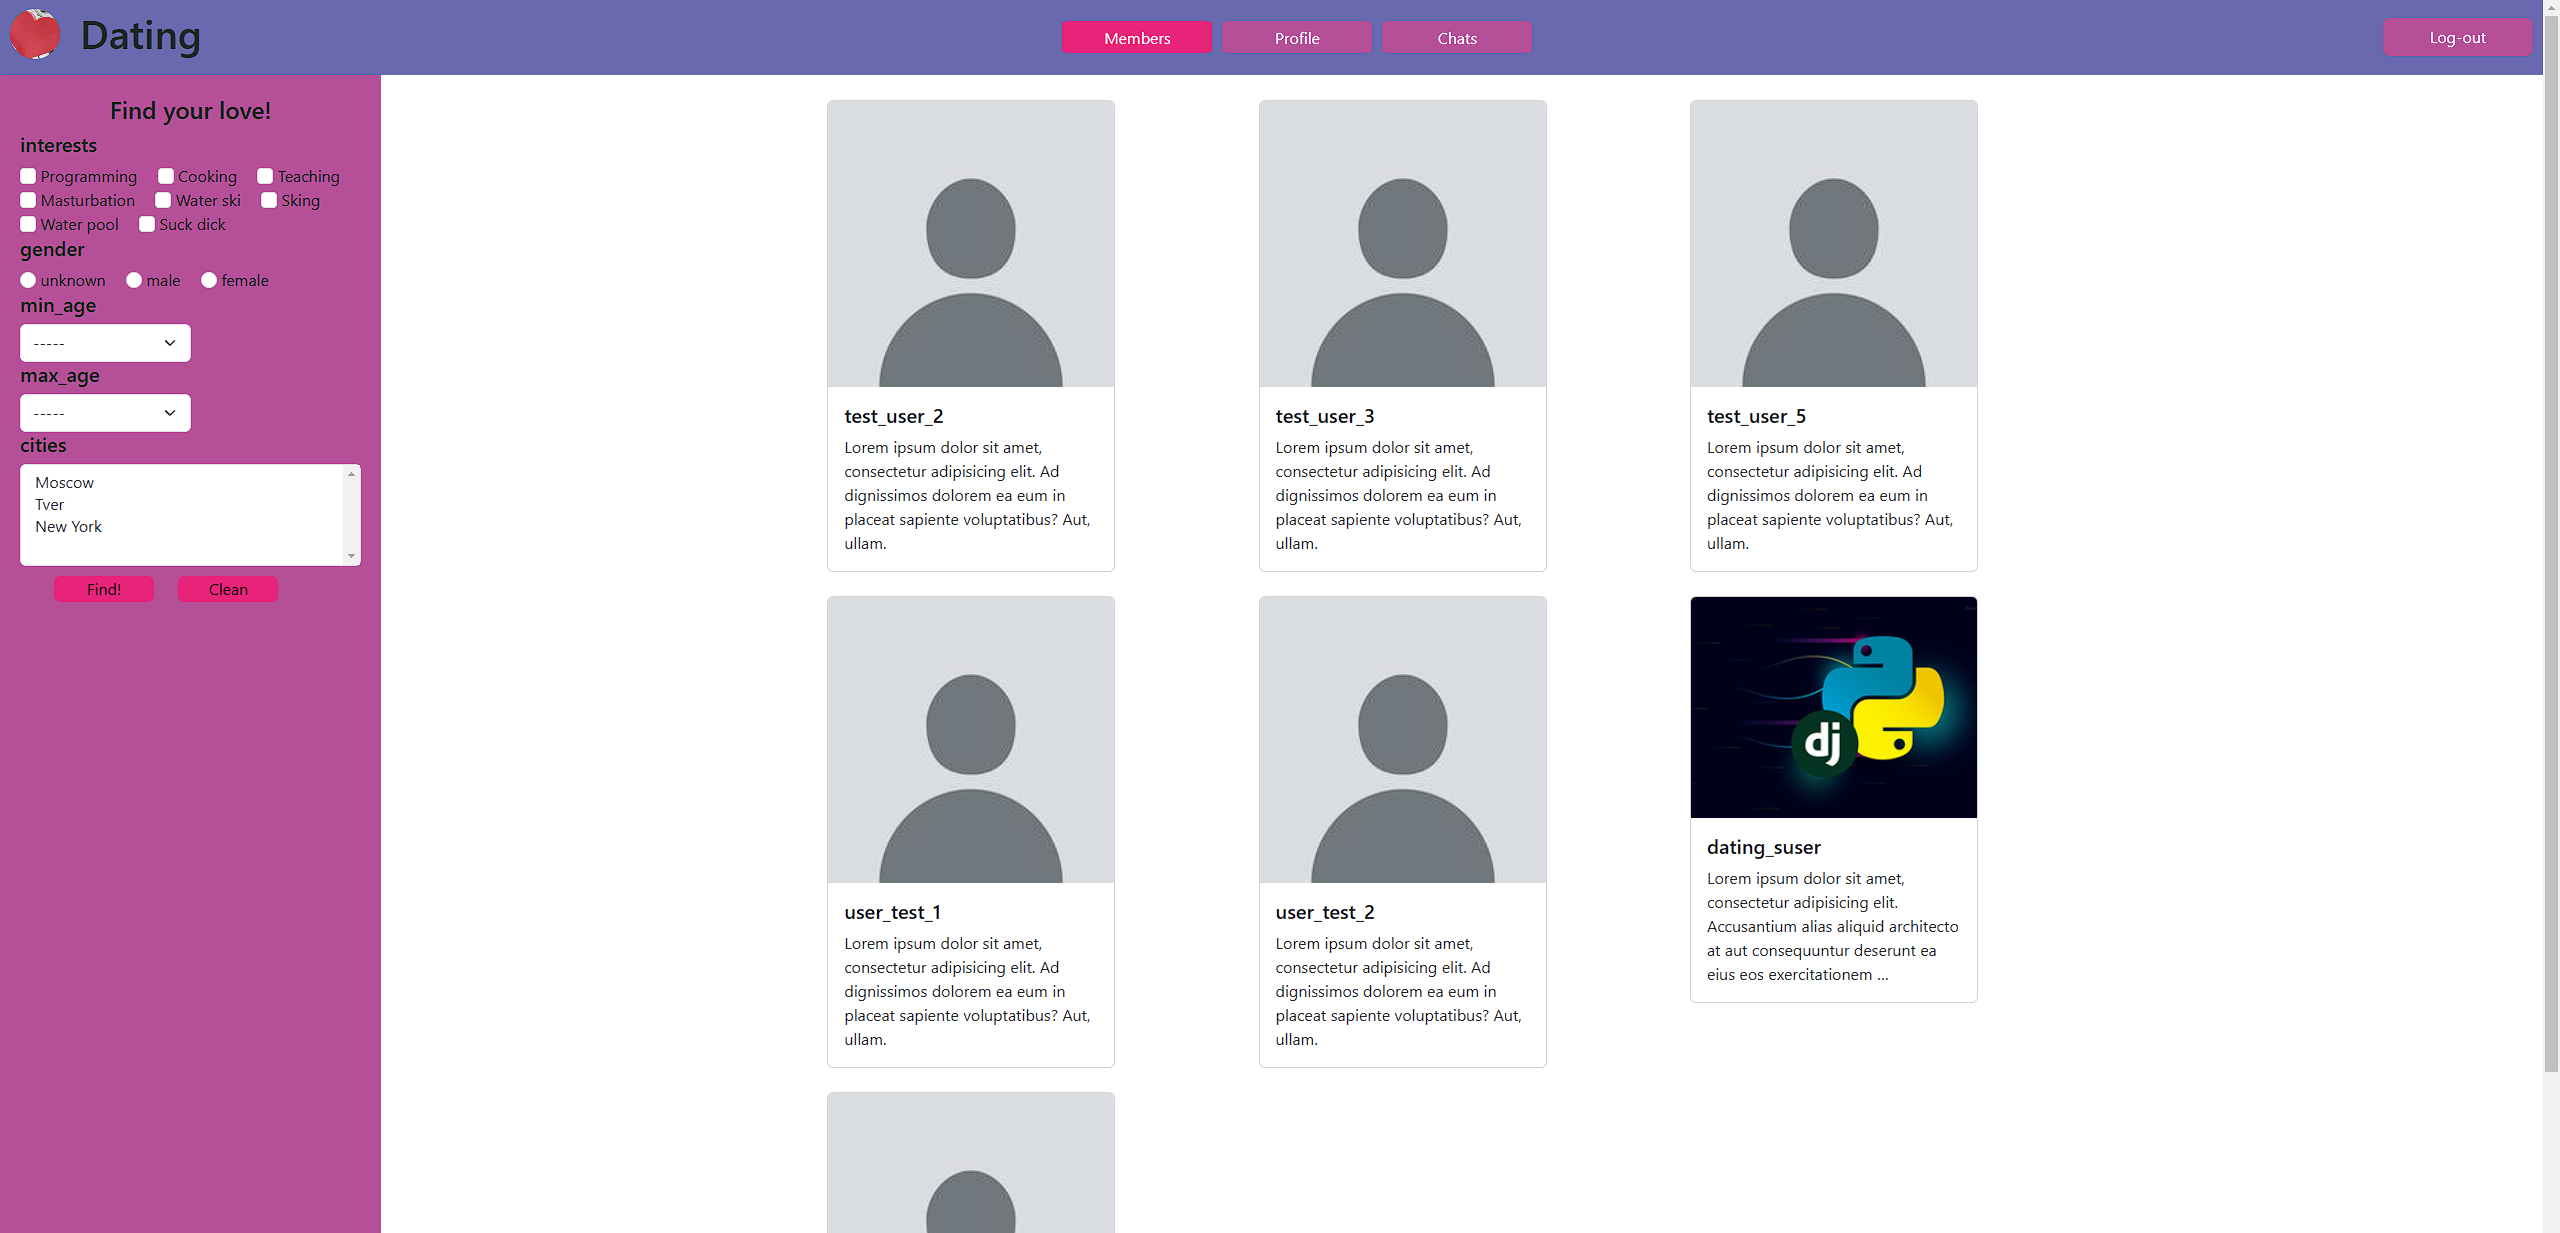 Dating
Members Profile Chats
Log-out
Find your love!
interests
Programming Cooking Teaching
Masturbation Water ski Sking
Water pool Suck dick
gender
unknown male female
min_age
-----
max_age
-----
cities
Moscow
Tver
New York
Find! Clean
test_user_2
Lorem ipsum dolor sit amet,
consectetur adipisicing elit. Ad
dignissimos dolorem ea eum in
placeat sapiente voluptatibus? Aut,
ullam.
test_user_3
Lorem ipsum dolor sit amet,
consectetur adipisicing elit. Ad
dignissimos dolorem ea eum in
placeat sapiente voluptatibus? Aut,
ullam.
test_user_5
Lorem ipsum dolor sit amet,
consectetur adipisicing elit. Ad
dignissimos dolorem ea eum in
placeat sapiente voluptatibus? Aut,
ullam.
user_test_1
Lorem ipsum dolor sit amet,
consectetur adipisicing elit. Ad
dignissimos dolorem ea eum in
placeat sapiente voluptatibus? Aut,
ullam.
user_test_2
Lorem ipsum dolor sit amet,
consectetur adipisicing elit. Ad
dignissimos dolorem ea eum in
placeat sapiente voluptatibus? Aut,
ullam.
dj
dating_suser
Lorem ipsum dolor sit amet,
consectetur adipisicing elit.
Accusantium alias aliquid architecto
at aut consequuntur deserunt ea
eius eos exercitationem ...